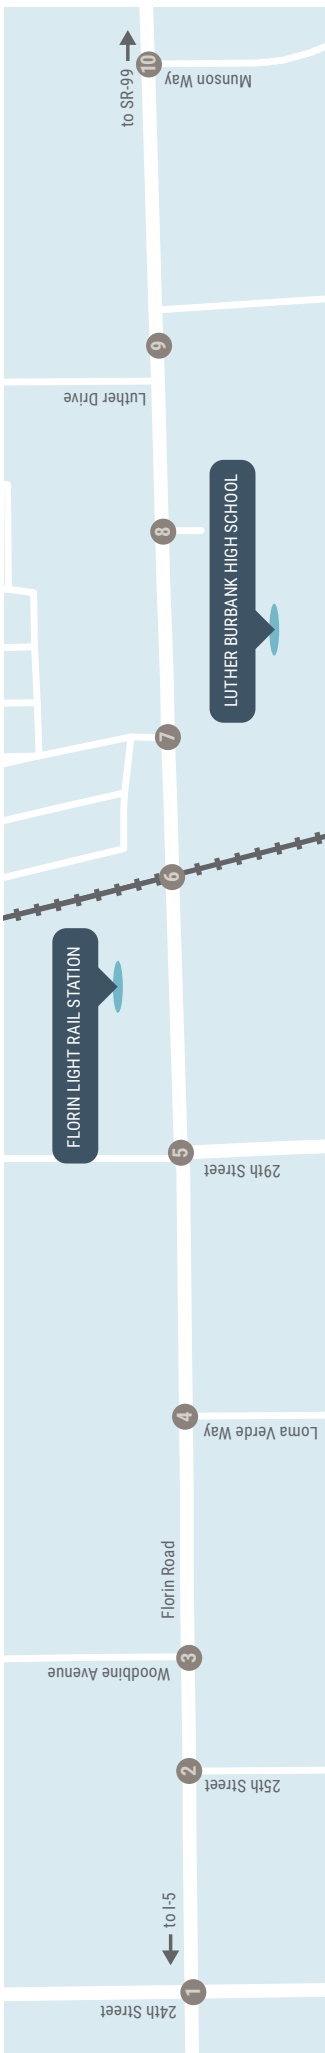 to SR-99
10
Munson Way
9
Luther Drive
8
LUTHER BURBANK HIGH SCHOOL
7
6
FLORIN LIGHT RAIL STATION
5
29th Street
4
Loma Verde Way
Florin Road
3
Woodbine Avenue
2
25th Street
to I-5
1
24th Street